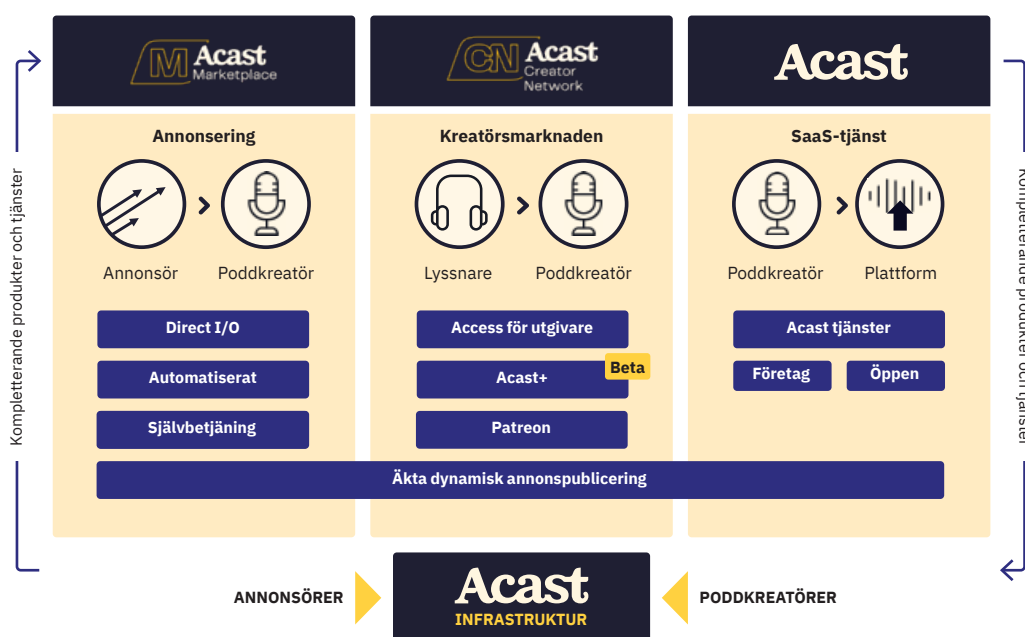 M Acast
Marketplace
CN Acast
Creator
Network
Acast
Annonsering
Kreatörsmarknaden
SaaS-tjänst
Annonsör
Poddkreatör
Lyssnare
Poddkreatör
Poddkreatör
Plattform
Direct I/O
Automatiserat
Självbetjäning
Access för utgivare
Beta
Acast+
Patreon
Acast tjänster
Företag
Öppen
Äkta dynamisk annonspublicering
Kompletterande produkter och tjänster
Kompletterande produkter och tjänster
ANNONSÖRER
Acast
INFRASTRUKTUR
PODDKREATÖRER